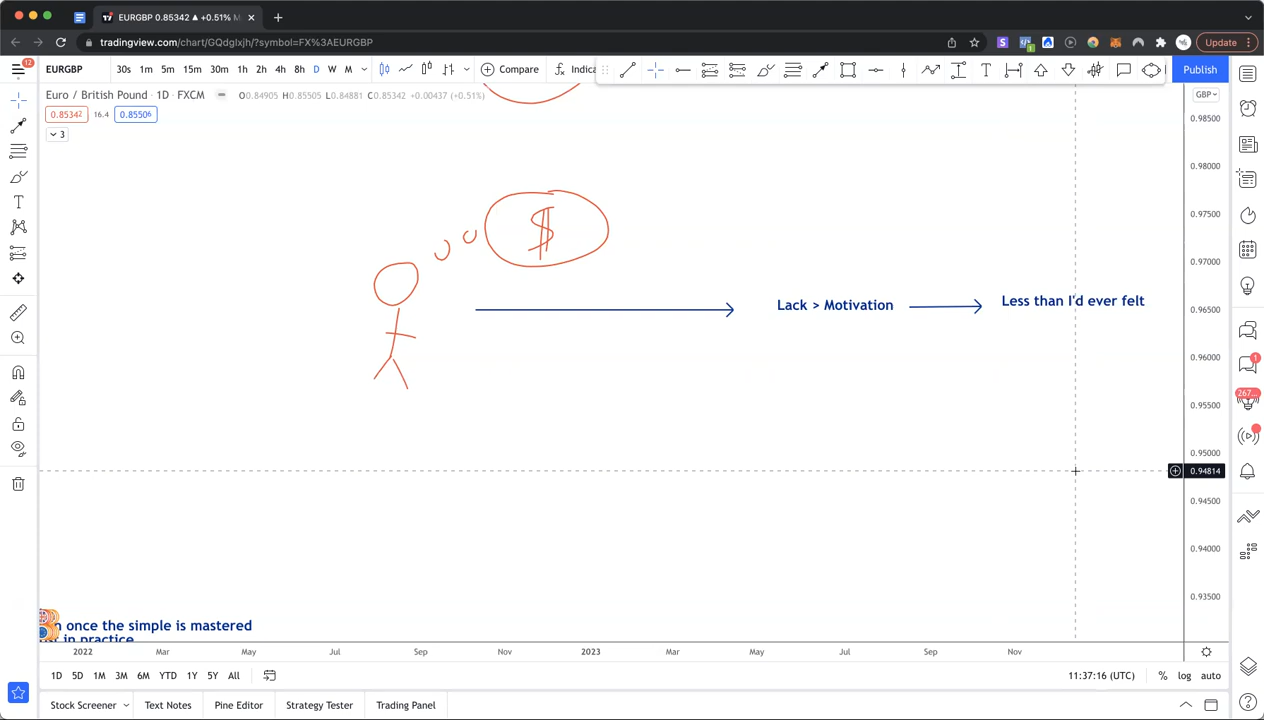 EURGBP 0.85342 ▲ +0.51% M
tradingview.com/chart/GQdgIxjh/?symbol=FX%3AEURGBP
Update
12
EURGBP
30s 1m 5m 15m 30m 1h 2h 4h 8h D W M
Compare
Indica
Publish
Euro / British Pound · 1D · FXCM
O0.84905 H0.85505 L0.84881 C0.85342 +0.00437 (+0.51%)
GBP
0.85342 16.4 0.85506
3
0.98500
0.98000
0.97500
0.97000
0.96500
0.96000
0.95500
0.95000
0.94814
0.94500
0.94000
0.93500
$
Lack > Motivation
Less than I'd ever felt
1
267...
n once the simple is mastered
st in practice
2022 Mar May Jul Sep Nov 2023 Mar May Jul Sep Nov
1D 5D 1M 3M 6M YTD 1Y 5Y All
11:37:16 (UTC) % log auto
Stock Screener Text Notes Pine Editor Strategy Tester Trading Panel